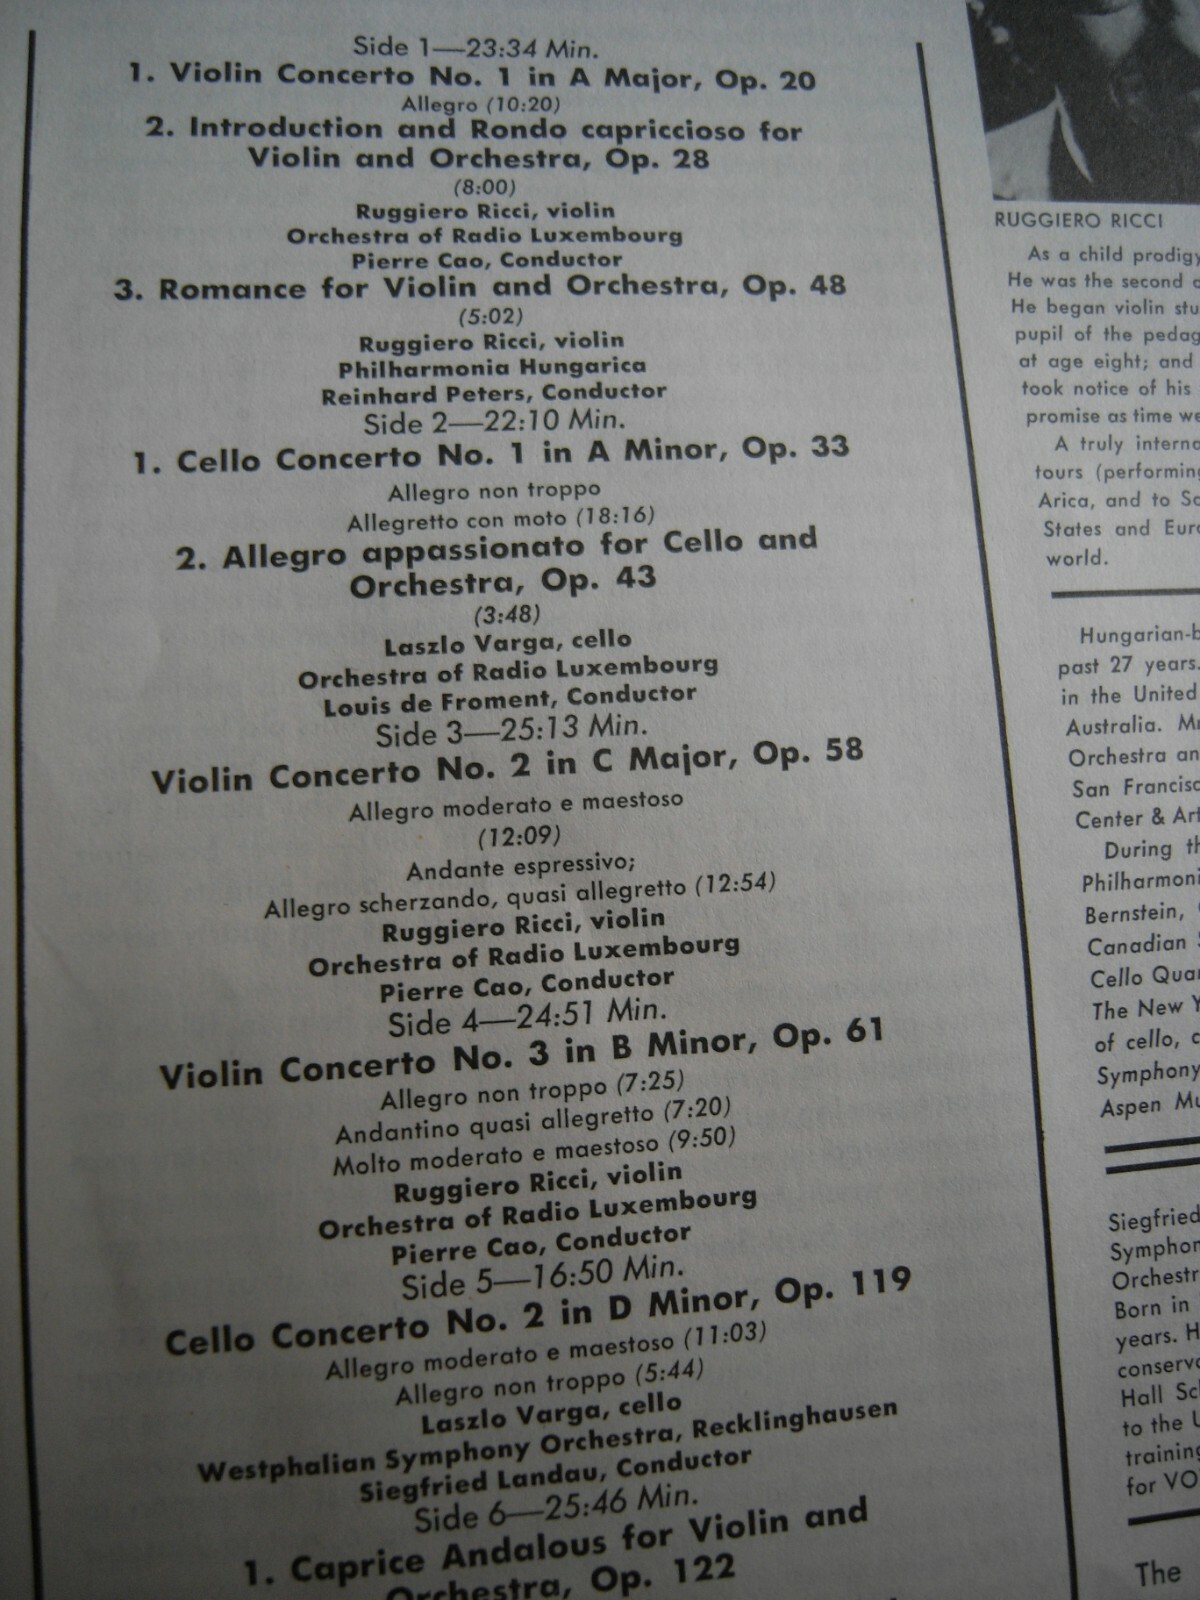 Side 1—23:34 Min.
1. Violin Concerto No. 1 in A Major, Op. 20
Allegro (10:20)
2. Introduction and Rondo capriccioso for
Violin and Orchestra, Op. 28
(8:00)
Ruggiero Ricci, violin
Orchestra of Radio Luxembourg
Pierre Cao, Conductor
3. Romance for Violin and Orchestra, Op. 48
(5:02)
Ruggiero Ricci, violin
Philharmonia Hungarica
Reinhard Peters, Conductor
Side 2—22:10 Min.
1. Cello Concerto No. 1 in A Minor, Op. 33
Allegro non troppo
Allegretto con moto (18:16)
2. Allegro appassionato for Cello and
Orchestra, Op. 43
(3:48)
Laszlo Varga, cello
Orchestra of Radio Luxembourg
Louis de Froment, Conductor
Side 3—25:13 Min.
Violin Concerto No. 2 in C Major, Op. 58
Allegro moderato e maestoso
(12:09)
Andante espressivo;
Allegro scherzando, quasi allegretto (12:54)
Ruggiero Ricci, violin
Orchestra of Radio Luxembourg
Pierre Cao, Conductor
Side 4—24:51 Min.
Violin Concerto No. 3 in B Minor, Op. 61
Allegro non troppo (7:25)
Andantino quasi allegretto (7:20)
Molto moderato e maestoso (9:50)
Ruggiero Ricci, violin
Orchestra of Radio Luxembourg
Pierre Cao, Conductor
Side 5—16:50 Min.
Cello Concerto No. 2 in D Minor, Op. 119
Allegro moderato e maestoso (11:03)
Allegro non troppo (5:44)
Laszlo Varga, cello
Westphalian Symphony Orchestra, Recklinghausen
Siegfried Landau, Conductor
Side 6—25:46 Min.
1. Caprice Andalous for Violin and
Orchestra, Op. 122
RUGGIERO RICCI
As a child prodigy
He was the second
He began violin
pupil of the
at age eight; and
took notice of his
promise as time
A truly
tours (performing
Arica, and to
States and
world.
past 27 years.
in the United
Australia.
Orchestra
San
Center &
During
Cello
The New
of cello,
Symphony
Aspen
Siegfried
Born in
years.
Hall
to the
training
for
The